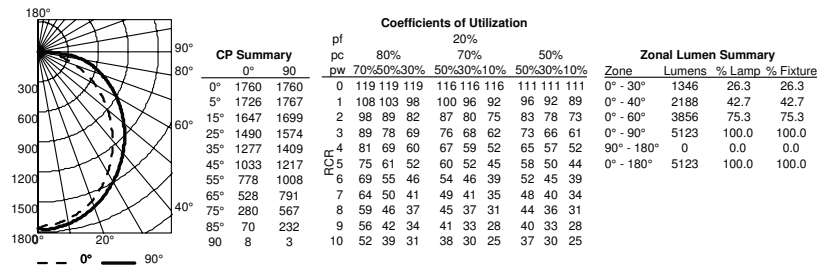 180°
90°
80°
60°
40°
300
600
900
1200
1500
1800
0° 20°
0° 90°
CP Summary
0° 90
0° 1760 1760
5° 1726 1767
15° 1647 1699
25° 1490 1574
35° 1277 1409
45° 1033 1217
55° 778 1008
65° 528 791
75° 280 567
85° 70 232
90 8 3
Coefficients of Utilization
pf 20%
pc 80% 70% 50%
pw 70%50%30% 50%30%10% 50%30%10%
RCR
0 119 119 119 116 116 116 111 111 111
1 108 103 98 100 96 92 96 92 89
2 98 89 82 87 80 75 83 78 73
3 89 78 69 76 68 62 73 66 61
4 81 69 60 67 59 52 65 57 52
5 75 61 52 60 52 45 58 50 44
6 69 55 46 54 46 39 52 45 39
7 64 50 41 49 41 35 48 40 34
8 59 46 37 45 37 31 44 36 31
9 56 42 34 41 33 28 40 33 28
10 52 39 31 38 30 25 37 30 25
Zonal Lumen Summary
Zone Lumens % Lamp % Fixture
0° - 30° 1346 26.3 26.3
0° - 40° 2188 42.7 42.7
0° - 60° 3856 75.3 75.3
0° - 90° 5123 100.0 100.0
90° - 180° 0 0.0 0.0
0° - 180° 5123 100.0 100.0